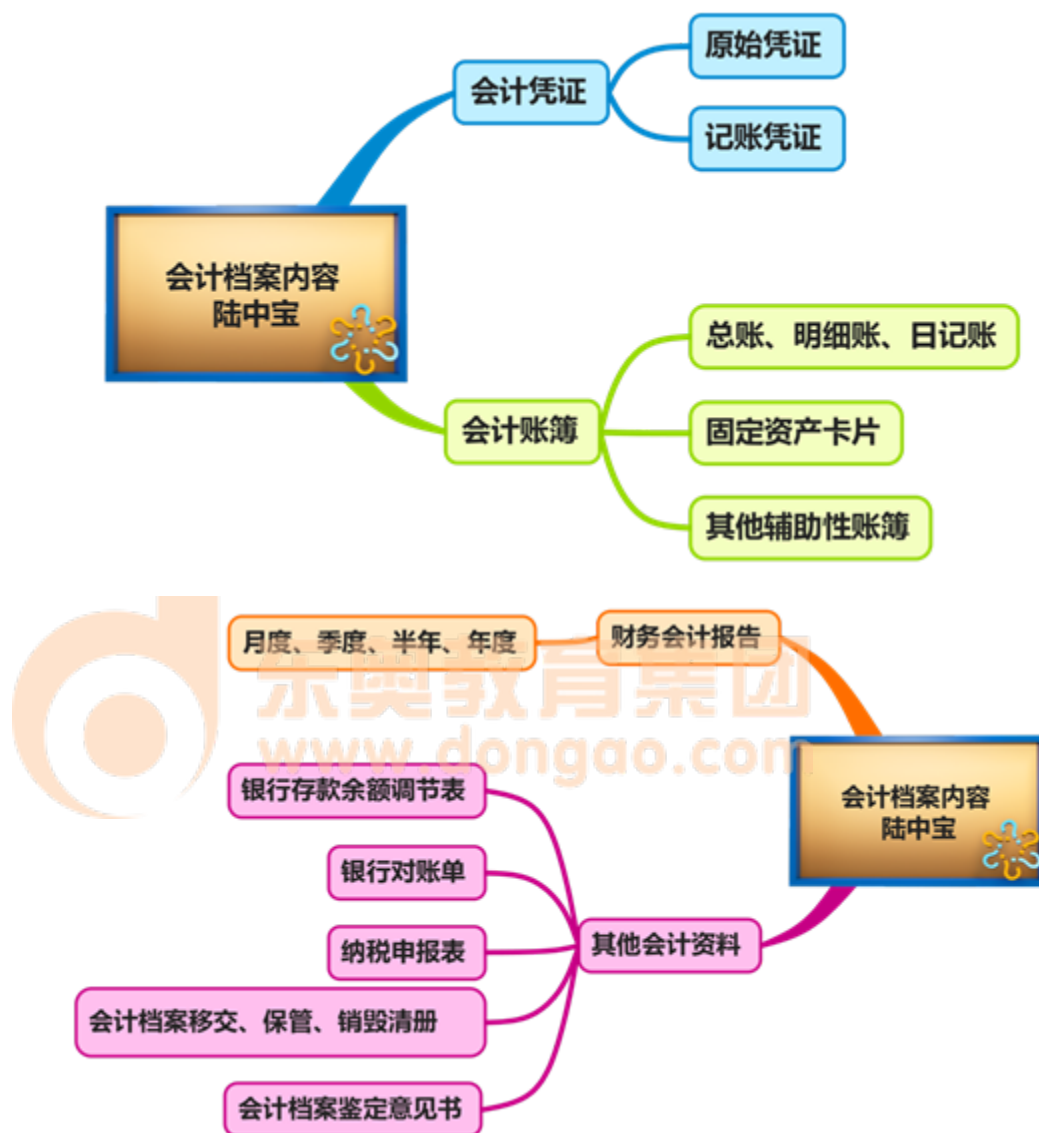 原始凭证
会计凭证
记账凭证
会计档案内容
陆中宝
总账、明细账、日记账
会计账簿
固定资产卡片
其他辅助性账簿
月度、季度、半年、年度
财务会计报告
东奥教育集团
www.dongao.com
银行存款余额调节表
会计档案内容
陆中宝
银行对账单
其他会计资料
纳税申报表
会计档案移交、保管、销毁清册
会计档案鉴定意见书